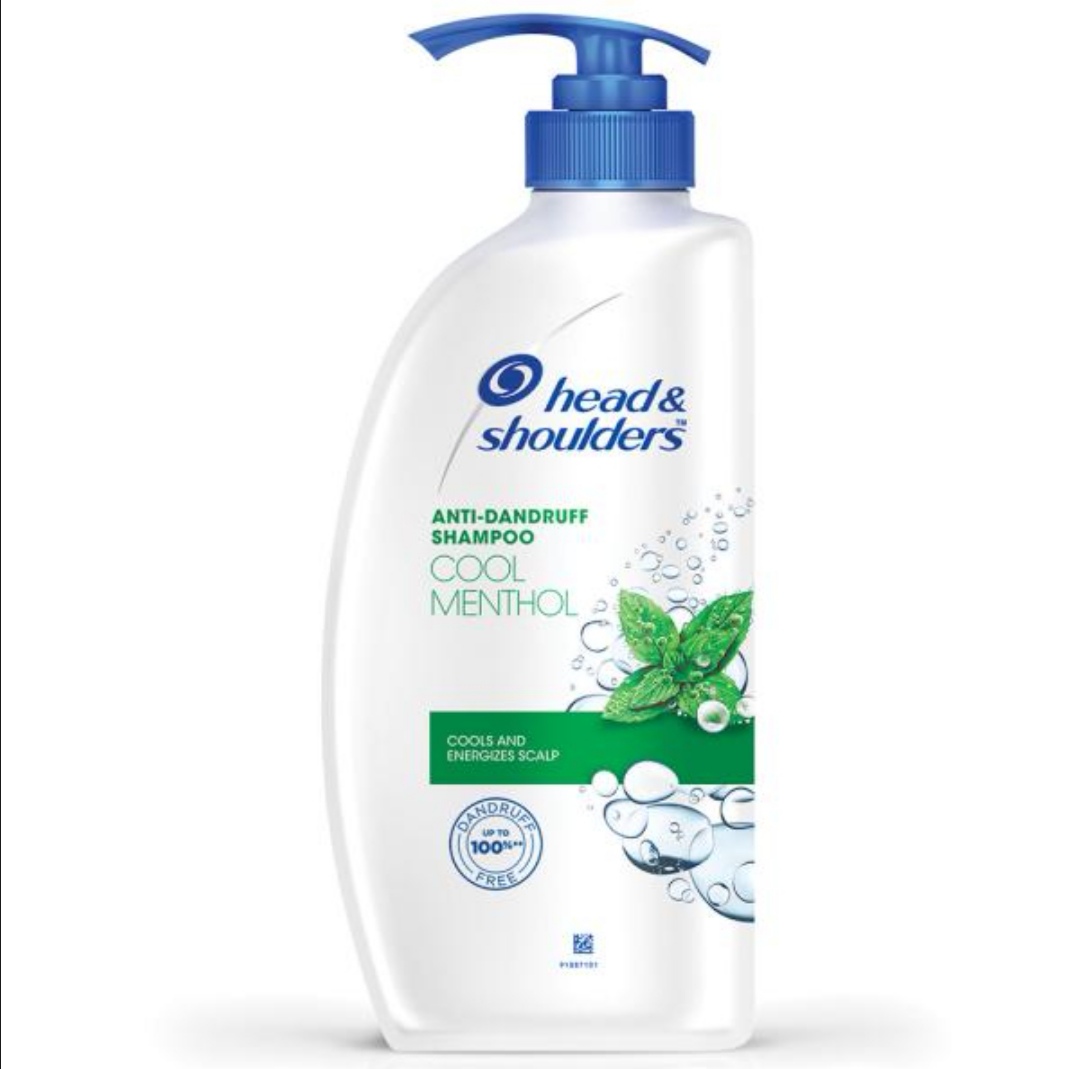 head &
shoulders™
ANTI-DANDRUFF
SHAMPOO
COOL
MENTHOL
COOLS AND
ENERGIZES SCALP
DANDRUFF
UP TO
100%**
FREE